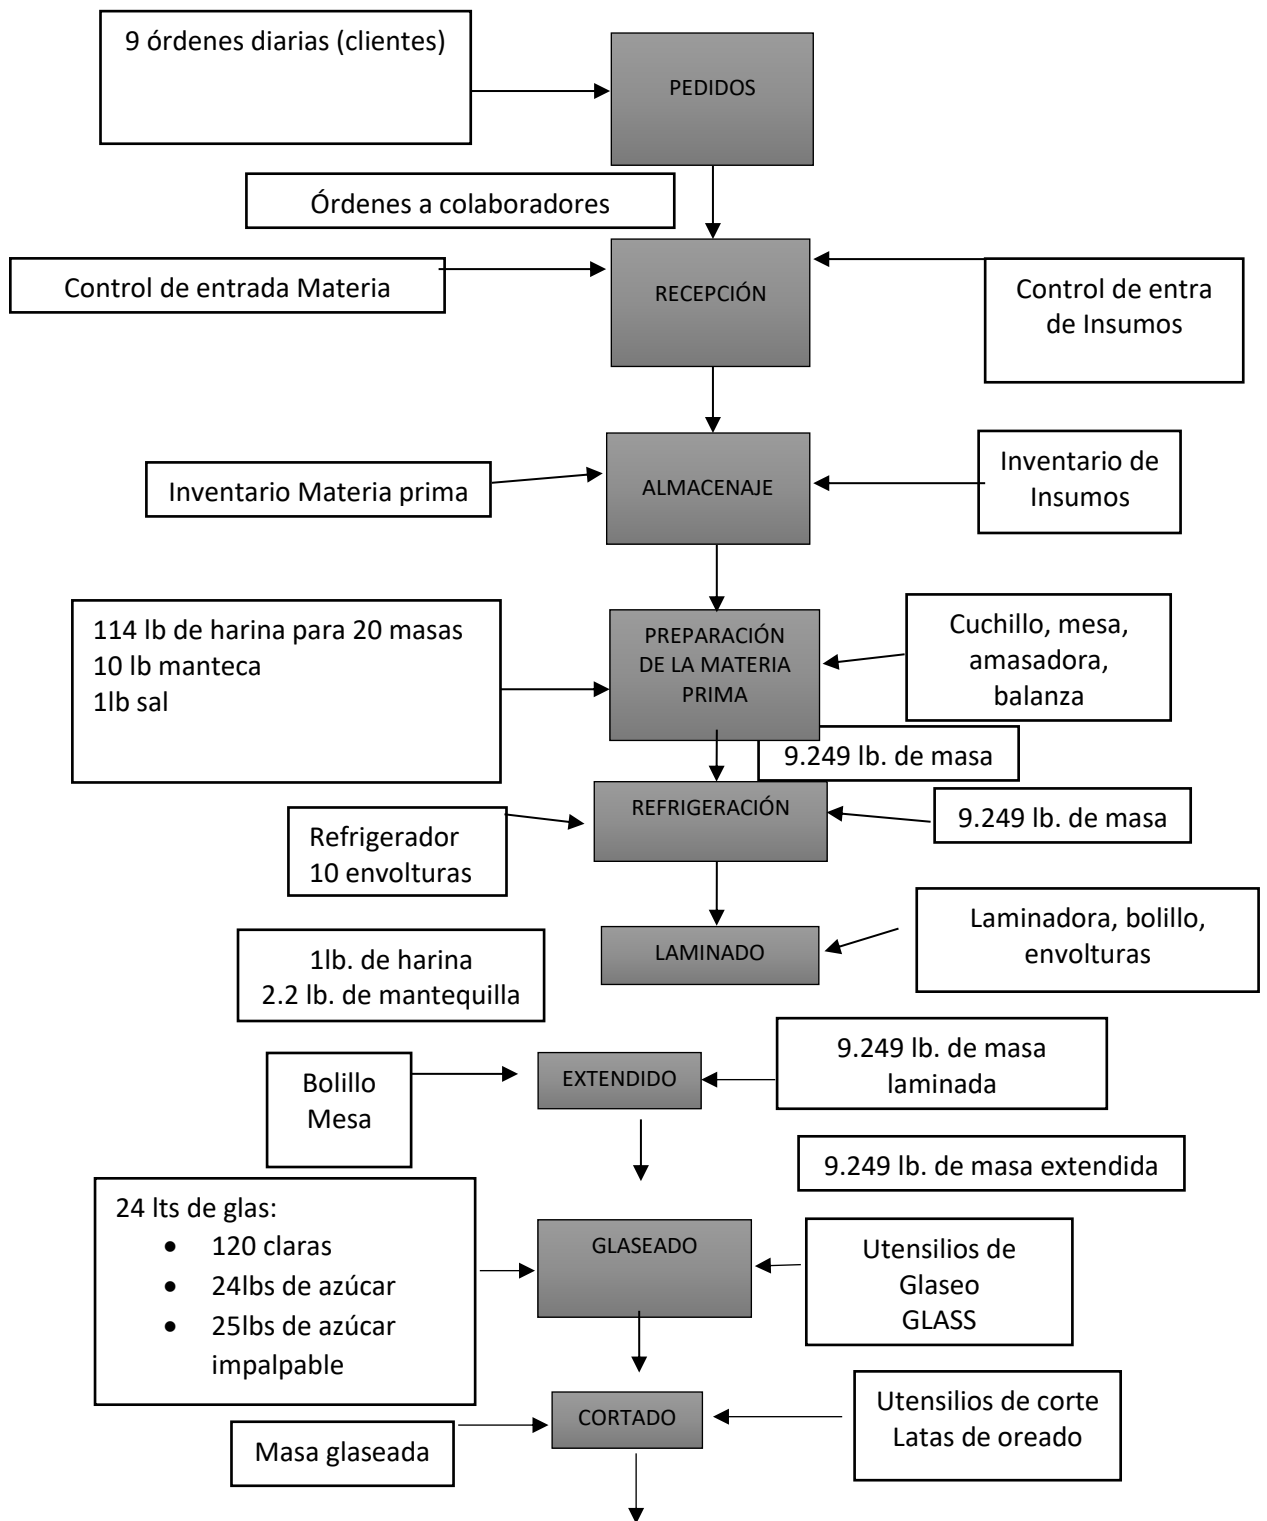 9 órdenes diarias (clientes)
PEDIDOS
Órdenes a colaboradores
Control de entrada Materia
RECEPCIÓN
Control de entra
de Insumos
Inventario Materia prima
ALMACENAJE
Inventario de
Insumos
114 lb de harina para 20 masas
10 lb manteca
1lb sal
PREPARACIÓN
DE LA MATERIA
PRIMA
Cuchillo, mesa,
amasadora,
balanza
9.249 lb. de masa
Refrigerador
10 envolturas
REFRIGERACIÓN
9.249 lb. de masa
1lb. de harina
2.2 lb. de mantequilla
LAMINADO
Laminadora, bolillo,
envolturas
Bolillo
Mesa
EXTENDIDO
9.249 lb. de masa
laminada
9.249 lb. de masa extendida
24 lts de glas:
• 120 claras
• 24lbs de azúcar
• 25lbs de azúcar
impalpable
GLASEADO
Utensilios de
Glaseo
GLASS
Masa glaseada
CORTADO
Utensilios de corte
Latas de oreado